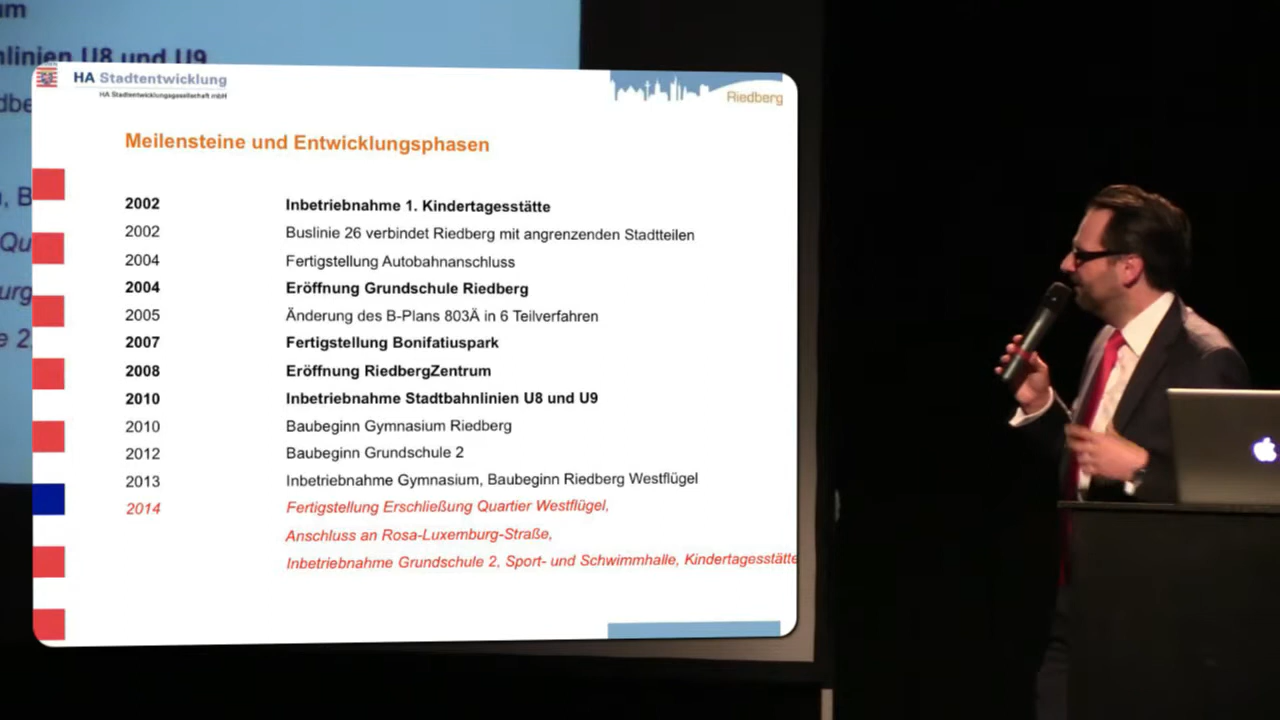 um
hnlinien U8 und U9
HA Stadtentwicklung
HA Stadtentwicklungsgesellschaft mbH
Riedberg
Meilensteine und Entwicklungsphasen
2002 Inbetriebnahme 1. Kindertagesstätte
2002 Buslinie 26 verbindet Riedberg mit angrenzenden Stadtteilen
2004 Fertigstellung Autobahnanschluss
2004 Eröffnung Grundschule Riedberg
2005 Änderung des B-Plans 803Ä in 6 Teilverfahren
2007 Fertigstellung Bonifatiuspark
2008 Eröffnung RiedbergZentrum
2010 Inbetriebnahme Stadtbahnlinien U8 und U9
2010 Baubeginn Gymnasium Riedberg
2012 Baubeginn Grundschule 2
2013 Inbetriebnahme Gymnasium, Baubeginn Riedberg Westflügel
2014 Fertigstellung Erschließung Quartier Westflügel,
Anschluss an Rosa-Luxemburg-Straße,
Inbetriebnahme Grundschule 2, Sport- und Schwimmhalle, Kindertagesstätte